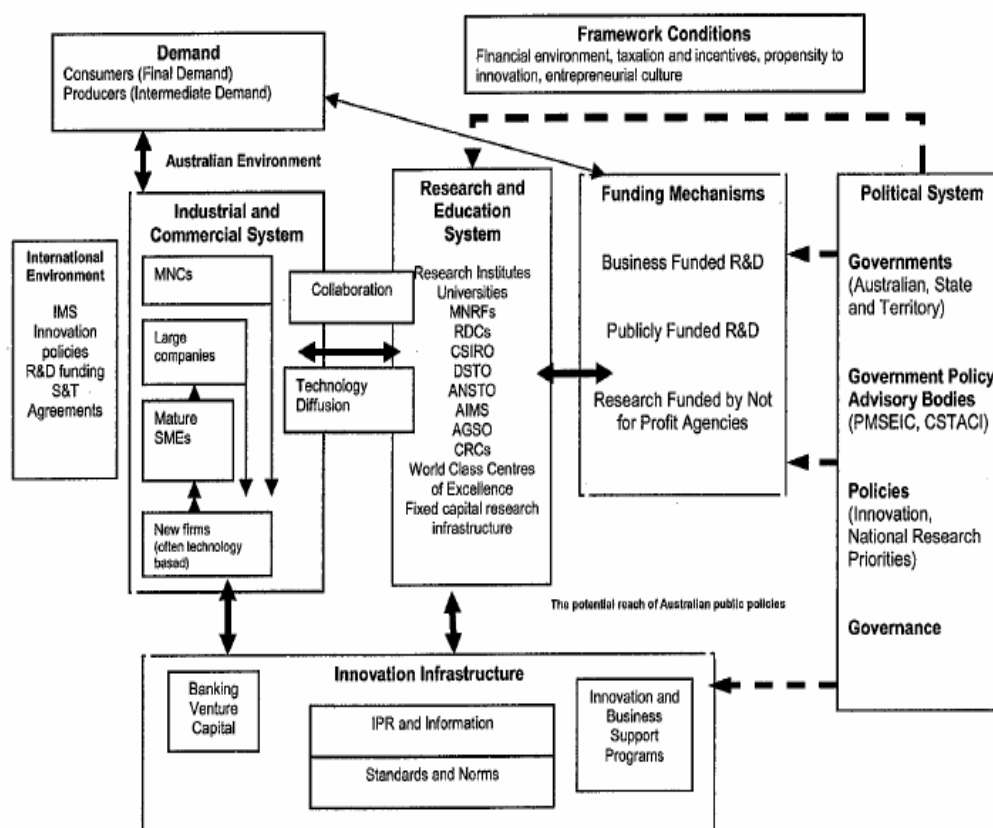 Framework Conditions
Financial environment, taxation and incentives, propensity to
innovation, entrepreneurial culture
Demand
Consumers (Final Demand)
Producers (Intermediate Demand)
Australian Environment
International
Environment
IMS
Innovation
policies
R&D funding
S&T
Agreements
Industrial and
Commercial System
MNCs
Large
companies
Mature
SMEs
New firms
(often technology
based)
Collaboration
Technology
Diffusion
Research and
Education
System
Research Institutes
Universities
MNRFs
RDCs
CSIRO
DSTO
ANSTO
AIMS
AGSO
CRCs
World Class Centres
of Excellence
Fixed capital research
infrastructure
Funding Mechanisms
Business Funded R&D
Publicly Funded R&D
Research Funded by Not
for Profit Agencies
Political System
Governments
(Australian, State
and Territory)
Government Policy
Advisory Bodies
(PMSEIC, CSTACI)
Policies
(Innovation,
National Research
Priorities)
Governance
The potential reach of Australian public policies
Innovation Infrastructure
Banking
Venture
Capital
IPR and Information
Standards and Norms
Innovation and
Business
Support
Programs